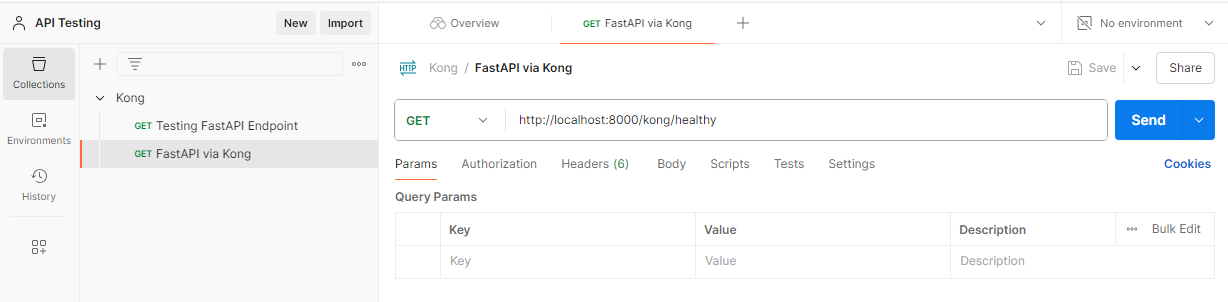 API Testing
New
Import
Overview
GET FastAPI via Kong
No environment
Collections
Environments
History
Kong
GET Testing FastAPI Endpoint
GET FastAPI via Kong
HTTP
Kong / FastAPI via Kong
Save
Share
GET
http://localhost:8000/kong/healthy
Send
Params Authorization Headers (6) Body Scripts Tests Settings Cookies
Query Params
Key Value Description Bulk Edit
Key Value Description